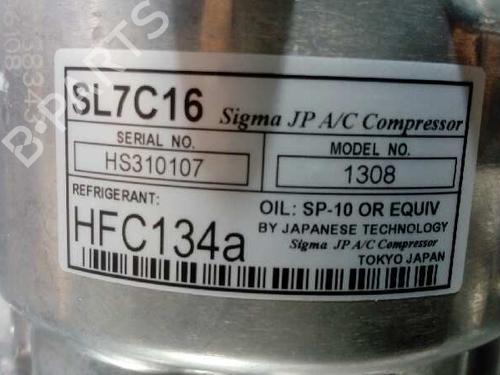 SL7C16 Sigma JP A/C Compressor
SERIAL NO.
HS310107
MODEL NO.
1308
REFRIGERANT:
HFC134a
OIL: SP-10 OR EQUIV
BY JAPANESE TECHNOLOGY
Sigma JP A/C Compressor
TOKYO JAPAN
B-PARTS